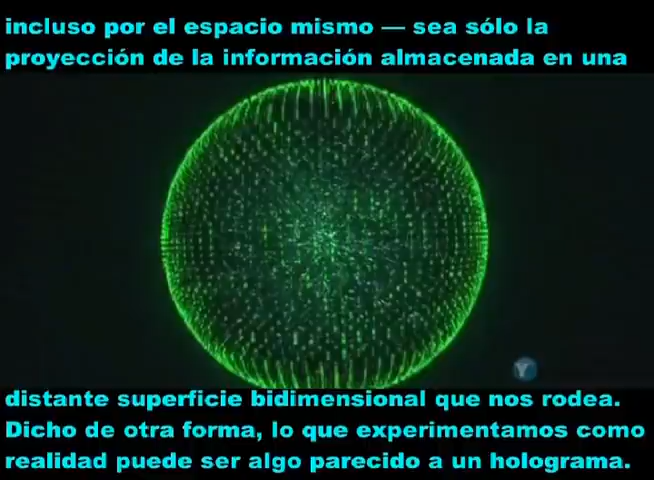 incluso por el espacio mismo — sea sólo la
proyección de la información almacenada en una
Y
distante superficie bidimensional que nos rodea.
Dicho de otra forma, lo que experimentamos como
realidad puede ser algo parecido a un holograma.